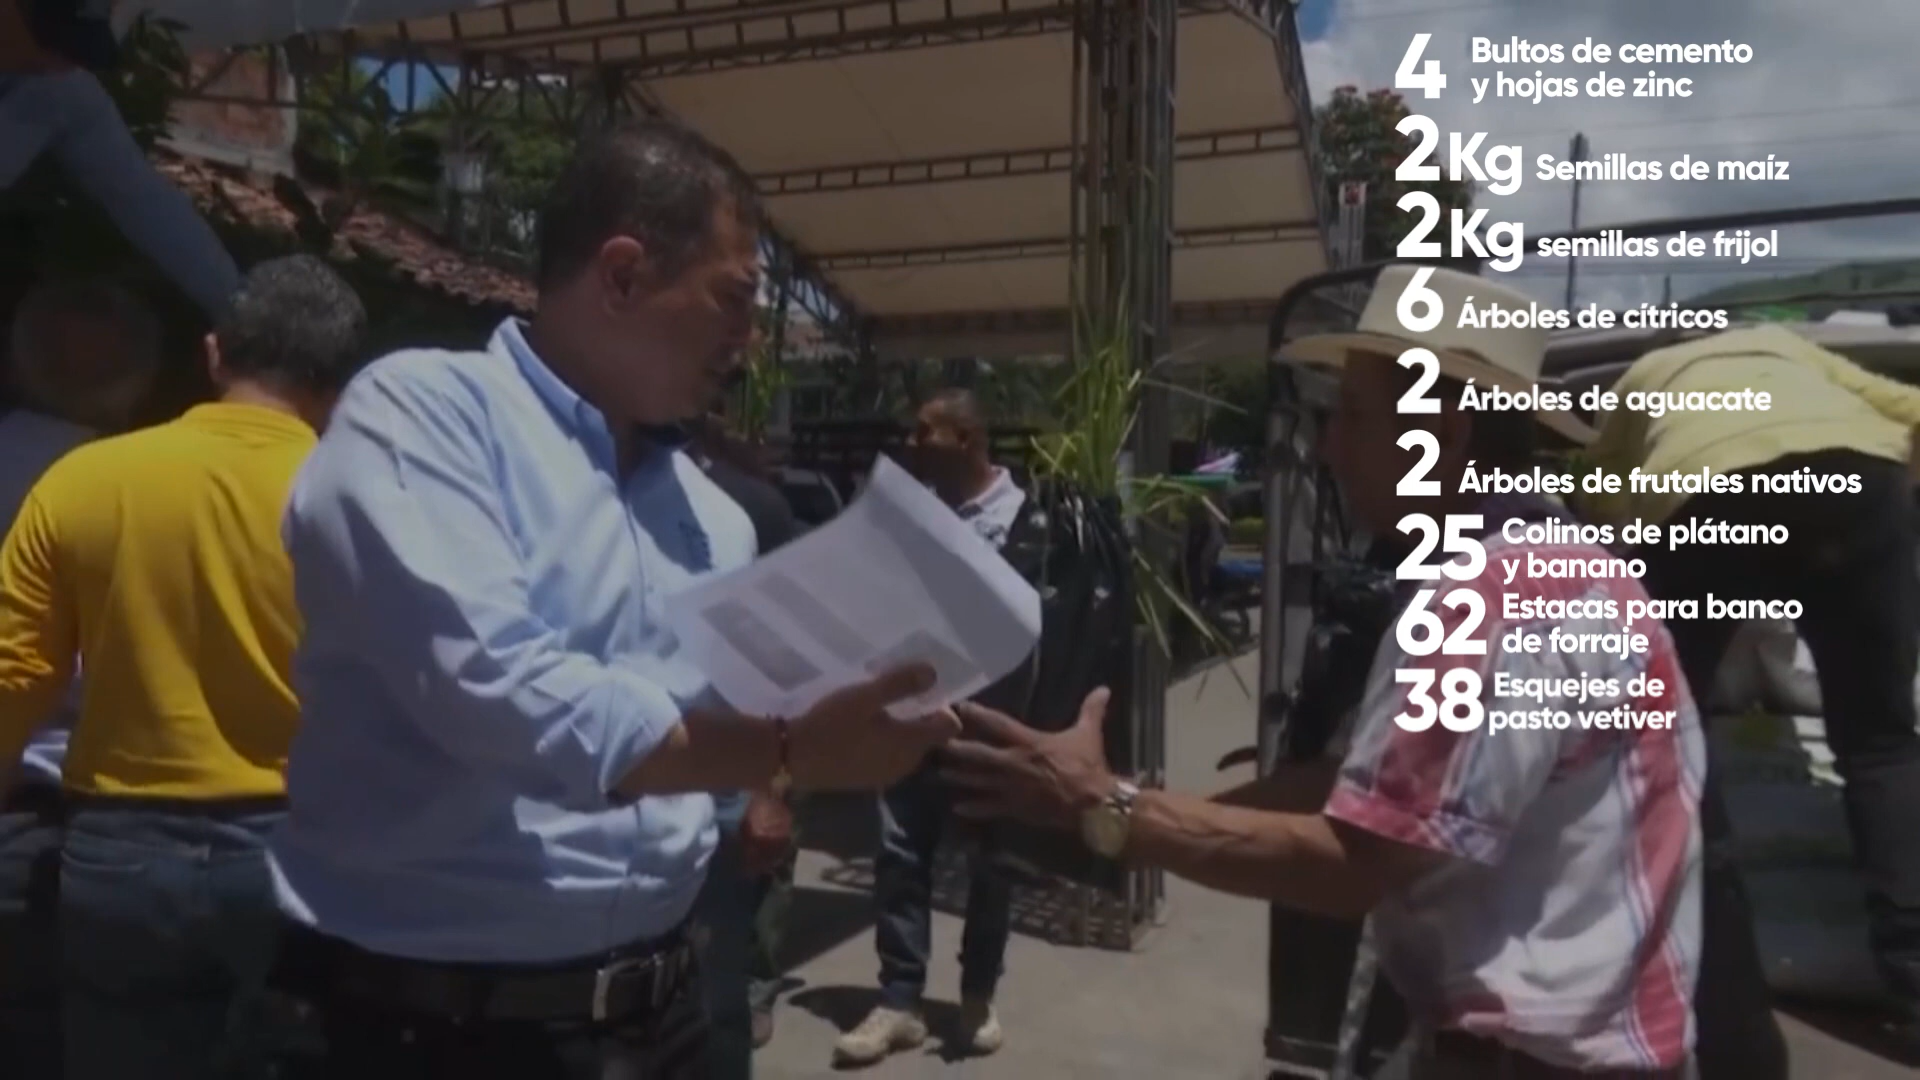 4 Bultos de cemento
y hojas de zinc
2Kg Semillas de maíz
2Kg semillas de frijol
6 Árboles de cítricos
2 Árboles de aguacate
2 Árboles de frutales nativos
25 Colinos de plátano
y banano
62 Estacas para banco
de forraje
38 Esquejes de
pasto vetiver